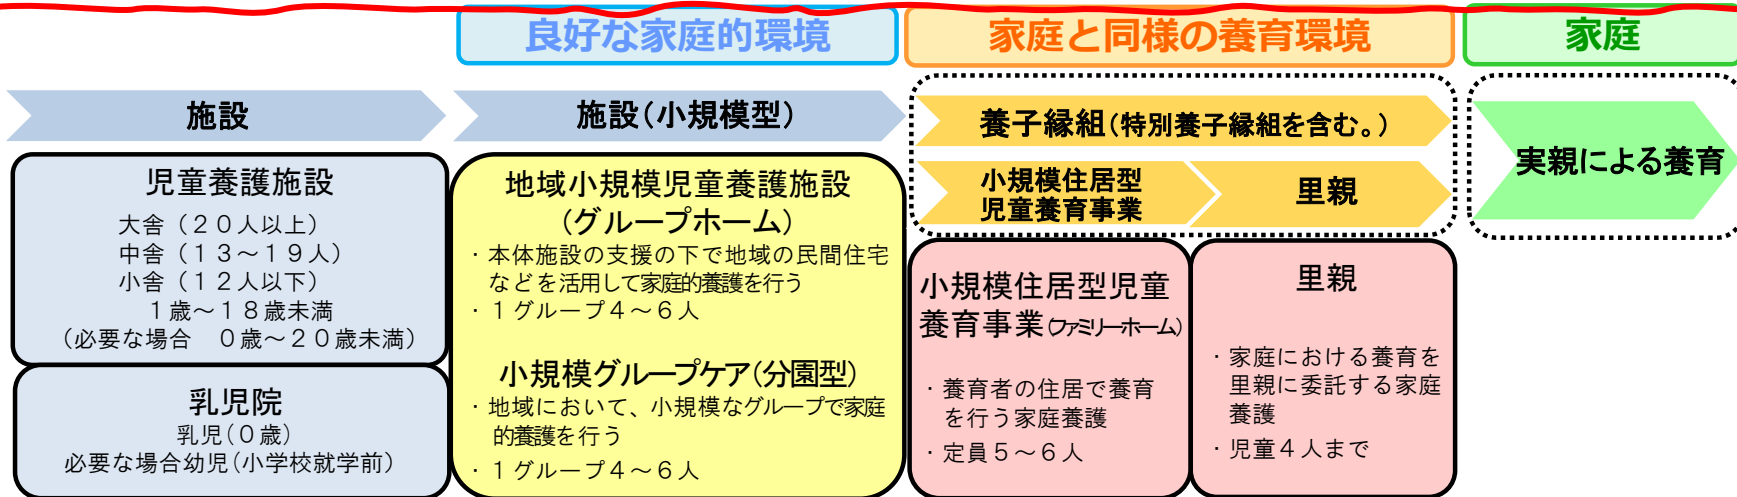 良好な家庭的環境
家庭と同様の養育環境
家庭
施設
施設(小規模型)
養子縁組(特別養子縁組を含む。)
小規模住居型
児童養育事業
里親
実親による養育
児童養護施設
大舎（２０人以上）
中舎（１３～１９人）
小舎（１２人以下）
１歳～１８歳未満
（必要な場合　０歳～２０歳未満）
乳児院
乳児(０歳)
必要な場合幼児(小学校就学前)
地域小規模児童養護施設
(グループホーム)
・本体施設の支援の下で地域の民間住宅
などを活用して家庭的養護を行う
・１グループ４～６人
小規模グループケア(分園型)
・地域において、小規模なグループで家庭
的養護を行う
・１グループ４～６人
小規模住居型児童
養育事業(ファミリーホーム)
・養育者の住居で養育
を行う家庭養護
・定員５～６人
里親
・家庭における養育を
里親に委託する家庭
養護
・児童４人まで